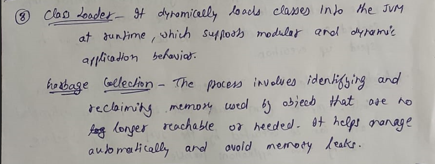 ⑧ Class Loader - It dynamically loads classes into the JVM
at runtime, which supports modular and dynamic
application behavior.
Garbage Collection - The process involves identifying and
reclaiming memory used by objects that are no
longer reachable or needed. It helps manage
automatically and avoid memory leaks.